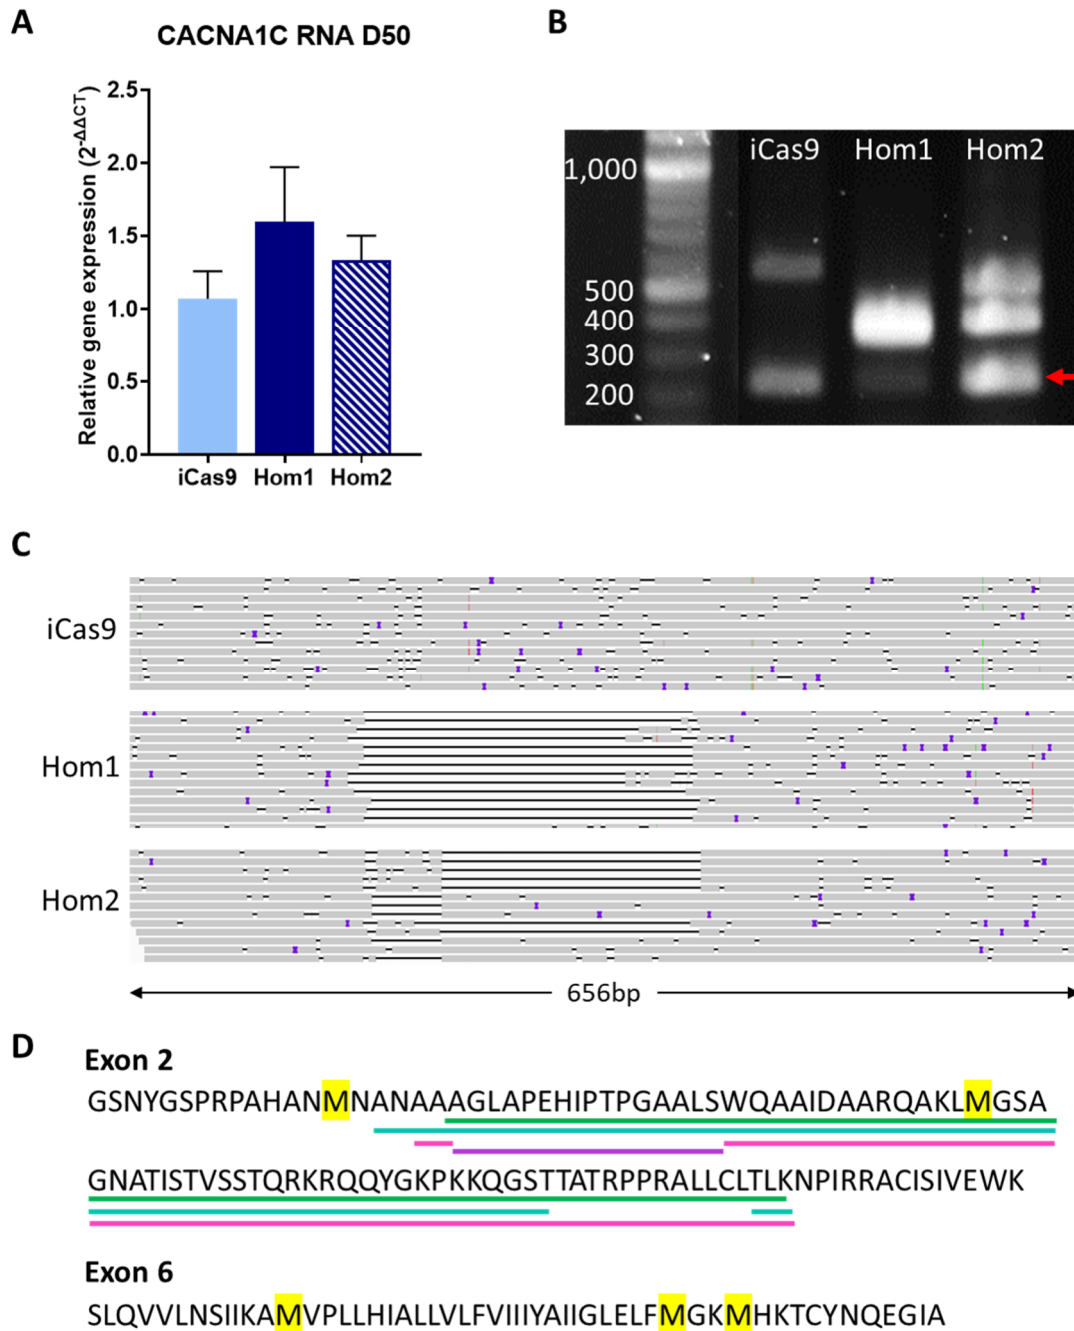 A
CACNA1C RNA D50
Relative gene expression (2-ΔΔCT)
2.5
2.0
1.5
1.0
0.5
0.0
iCas9 Hom1 Hom2
B
iCas9 Hom1 Hom2
1,000
500
400
300
200
C
iCas9
Hom1
Hom2
656bp
D
Exon 2
GSNYGSPRPAHANMNANAAAAGLAPEHIPTPGAALSWQAAIDAARQAKLMGSA
GNATISTVSSTQRKRQQYGKPKKQGSTTATRPPRALLCLTLKNPIRRACISIVEWK
Exon 6
SLQVVLNSIIKAMVPLLHIALLVLFVIIIYAIIGLELFMGKMHKTCYNQEGIA